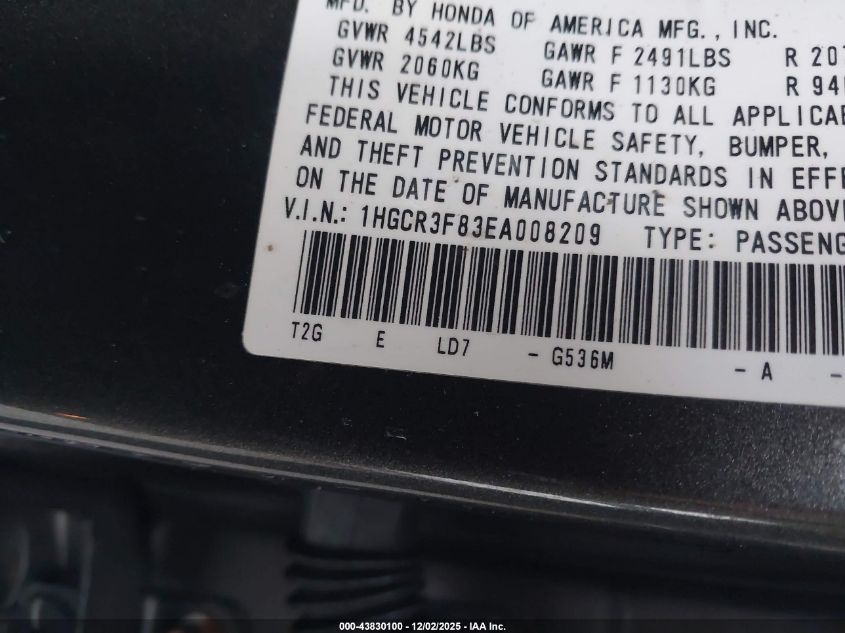 MFD. BY HONDA OF AMERICA MFG., INC.
GVWR 4542LBS GAWR F 2491LBS R 207
GVWR 2060KG GAWR F 1130KG R 94
THIS VEHICLE CONFORMS TO ALL APPLICAB
FEDERAL MOTOR VEHICLE SAFETY, BUMPER,
AND THEFT PREVENTION STANDARDS IN EFFE
ON THE DATE OF MANUFACTURE SHOWN ABOV
V.I.N.: 1HGCR3F83EA008209 TYPE: PASSENG
T2G E LD7 - G536M - A -
000-43830100 - 12/02/2025 - IAA Inc.